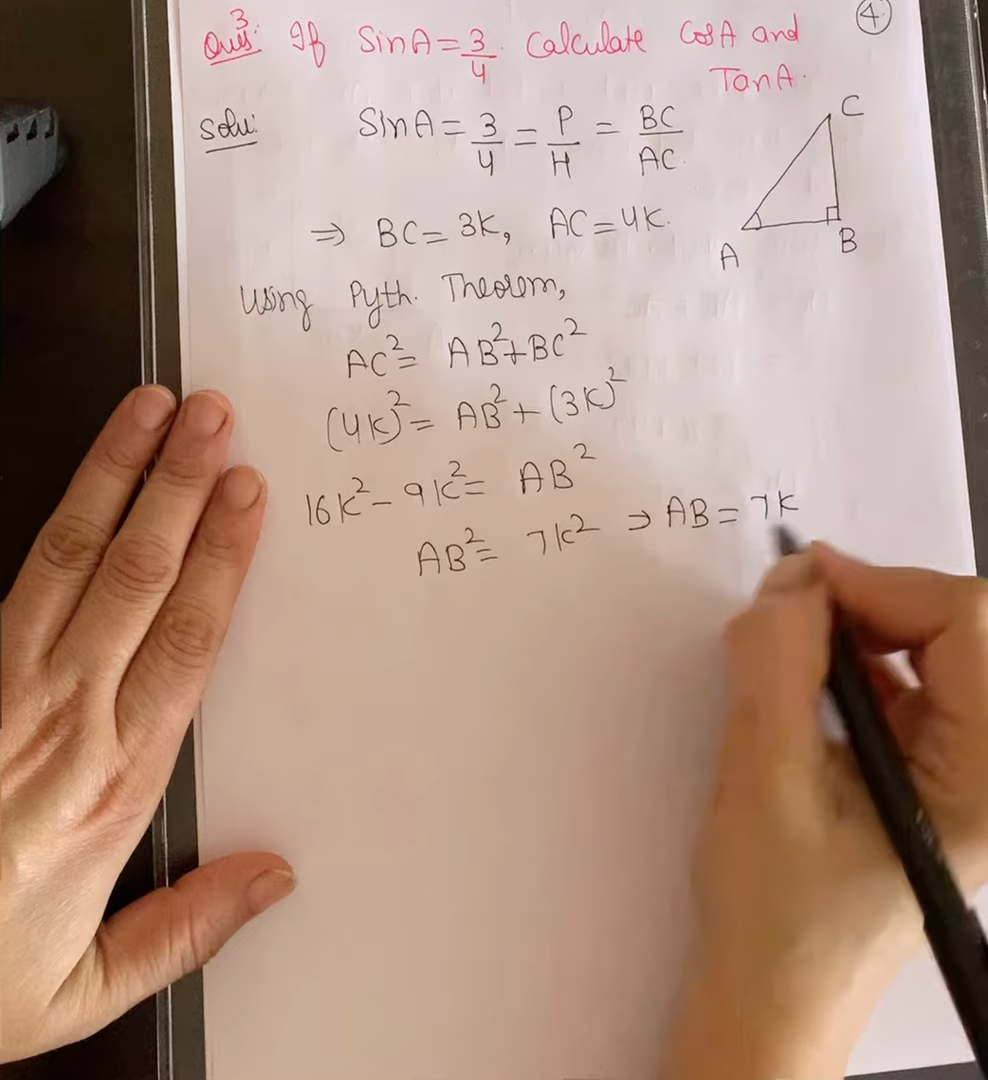 ④
Ques: 3 If SinA = 3/4. Calculate CosA and
TanA.
Solu: SinA = 3/4 = P/H = BC/AC.
⇒ BC = 3K, AC = 4K.
Using Pyth. Theorem,
AC² = AB² + BC²
(4K)² = AB² + (3K)²
16K² - 9K² = AB²
AB² = 7K² ⇒ AB = 7K
C
A
B